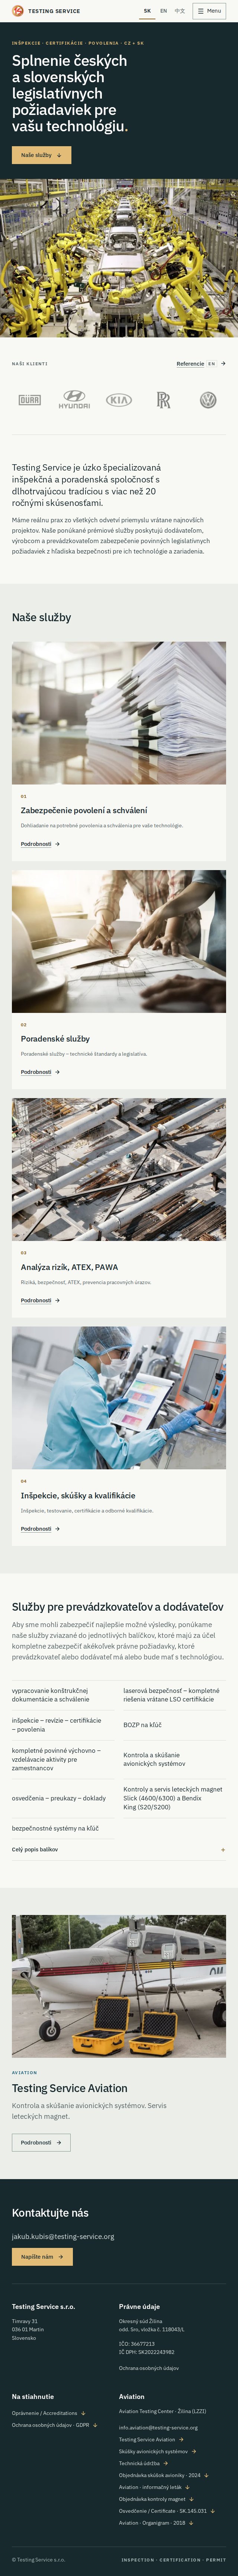 TESTING SERVICE
SK EN 中文 Menu
INŠPEKCIE · CERTIFIKÁCIE · POVOLENIA · CZ + SK
Splnenie českých
a slovenských
legislatívnych
požiadaviek pre
vašu technológiu.
Naše služby
NAŠI KLIENTI
Referencie EN
DÜRR
HYUNDAI
KIA
Testing Service je úzko špecializovaná
inšpekčná a poradenská spoločnosť s
dlhotrvajúcou tradíciou s viac než 20
ročnými skúsenosťami.
Máme reálnu prax zo všetkých odvetví priemyslu vrátane najnovších
projektov. Naše ponúkané prémiové služby poskytujú dodávateľom,
výrobcom a prevádzkovateľom zabezpečenie povinných legislatívnych
požiadaviek z hľadiska bezpečnosti pre ich technológie a zariadenia.
Naše služby
01
Zabezpečenie povolení a schválení
Dohliadanie na potrebné povolenia a schválenia pre vaše technológie.
Podrobnosti
02
Poradenské služby
Poradenské služby – technické štandardy a legislatíva.
Podrobnosti
03
Analýza rizík, ATEX, PAWA
Riziká, bezpečnosť, ATEX, prevencia pracovných úrazov.
Podrobnosti
04
Inšpekcie, skúšky a kvalifikácie
Inšpekcie, testovanie, certifikácie a odborné kvalifikácie.
Podrobnosti
Služby pre prevádzkovateľov a dodávateľov
Aby sme mohli zabezpečiť najlepšie možné výsledky, ponúkame
naše služby zviazané do jednotlivých balíčkov, ktoré majú za účel
kompletne zabezpečiť akékoľvek právne požiadavky, ktoré
prevádzkovateľ alebo dodávateľ má alebo bude mať s technológiou.
vypracovanie konštrukčnej
dokumentácie a schválenie
laserová bezpečnosť – kompletné
riešenia vrátane LSO certifikácie
inšpekcie – revízie – certifikácie
– povolenia
BOZP na kľúč
kompletné povinné výchovno –
vzdelávacie aktivity pre
zamestnancov
Kontrola a skúšanie
avionických systémov
osvedčenia – preukazy – doklady
Kontroly a servis leteckých magnet
Slick (4600/6300) a Bendix
King (S20/S200)
bezpečnostné systémy na kľúč
Celý popis balíkov
AVIATION
Testing Service Aviation
Kontrola a skúšanie avionických systémov. Servis
leteckých magnet.
Podrobnosti
Kontaktujte nás
jakub.kubis@testing-service.org
Napíšte nám
Testing Service s.r.o.
Timravy 31
036 01 Martin
Slovensko
Právne údaje
Okresný súd Žilina
odd. Sro, vložka č. 118043/L
IČO: 36677213
IČ DPH: SK2022243982
Ochrana osobných údajov
Na stiahnutie
Oprávnenie / Accreditations
Ochrana osobných údajov · GDPR
Aviation
Aviation Testing Center · Žilina (LZZI)
info.aviation@testing-service.org
Testing Service Aviation
Skúšky avionických systémov
Technická údržba
Objednávka skúšok avioniky · 2024
Aviation · informačný leták
Objednávka kontroly magnet
Osvedčenie / Certificate · SK.145.031
Aviation · Organigram · 2018
© Testing Service s.r.o.
INSPECTION · CERTIFICATION · PERMIT